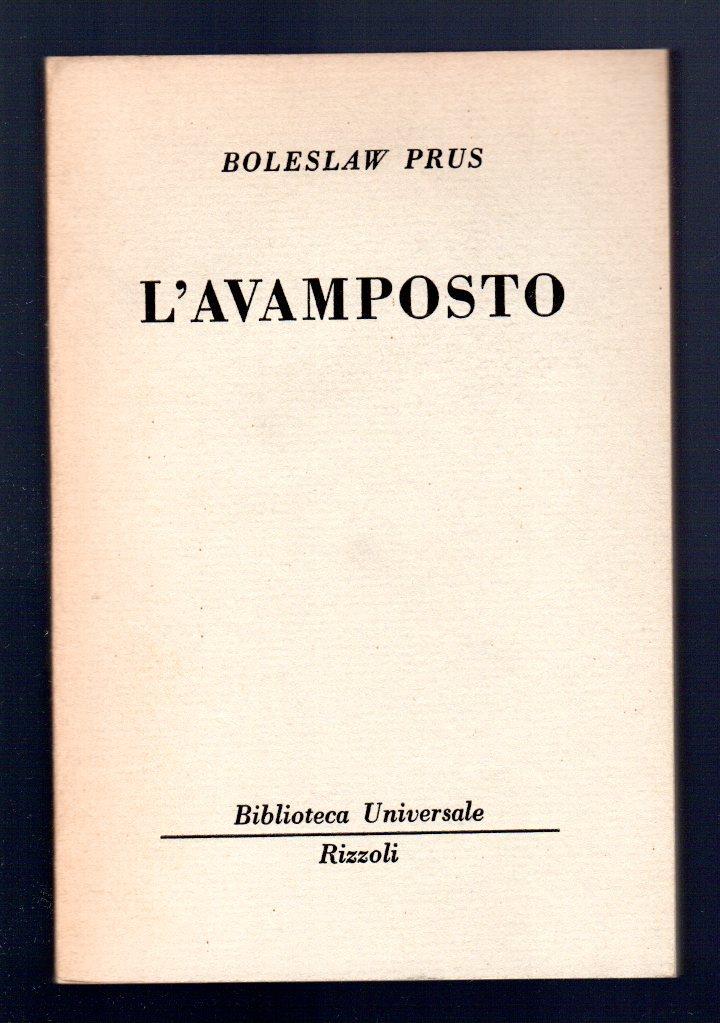 BOLESLAW PRUS
L'AVAMPOSTO
Biblioteca Universale
Rizzoli